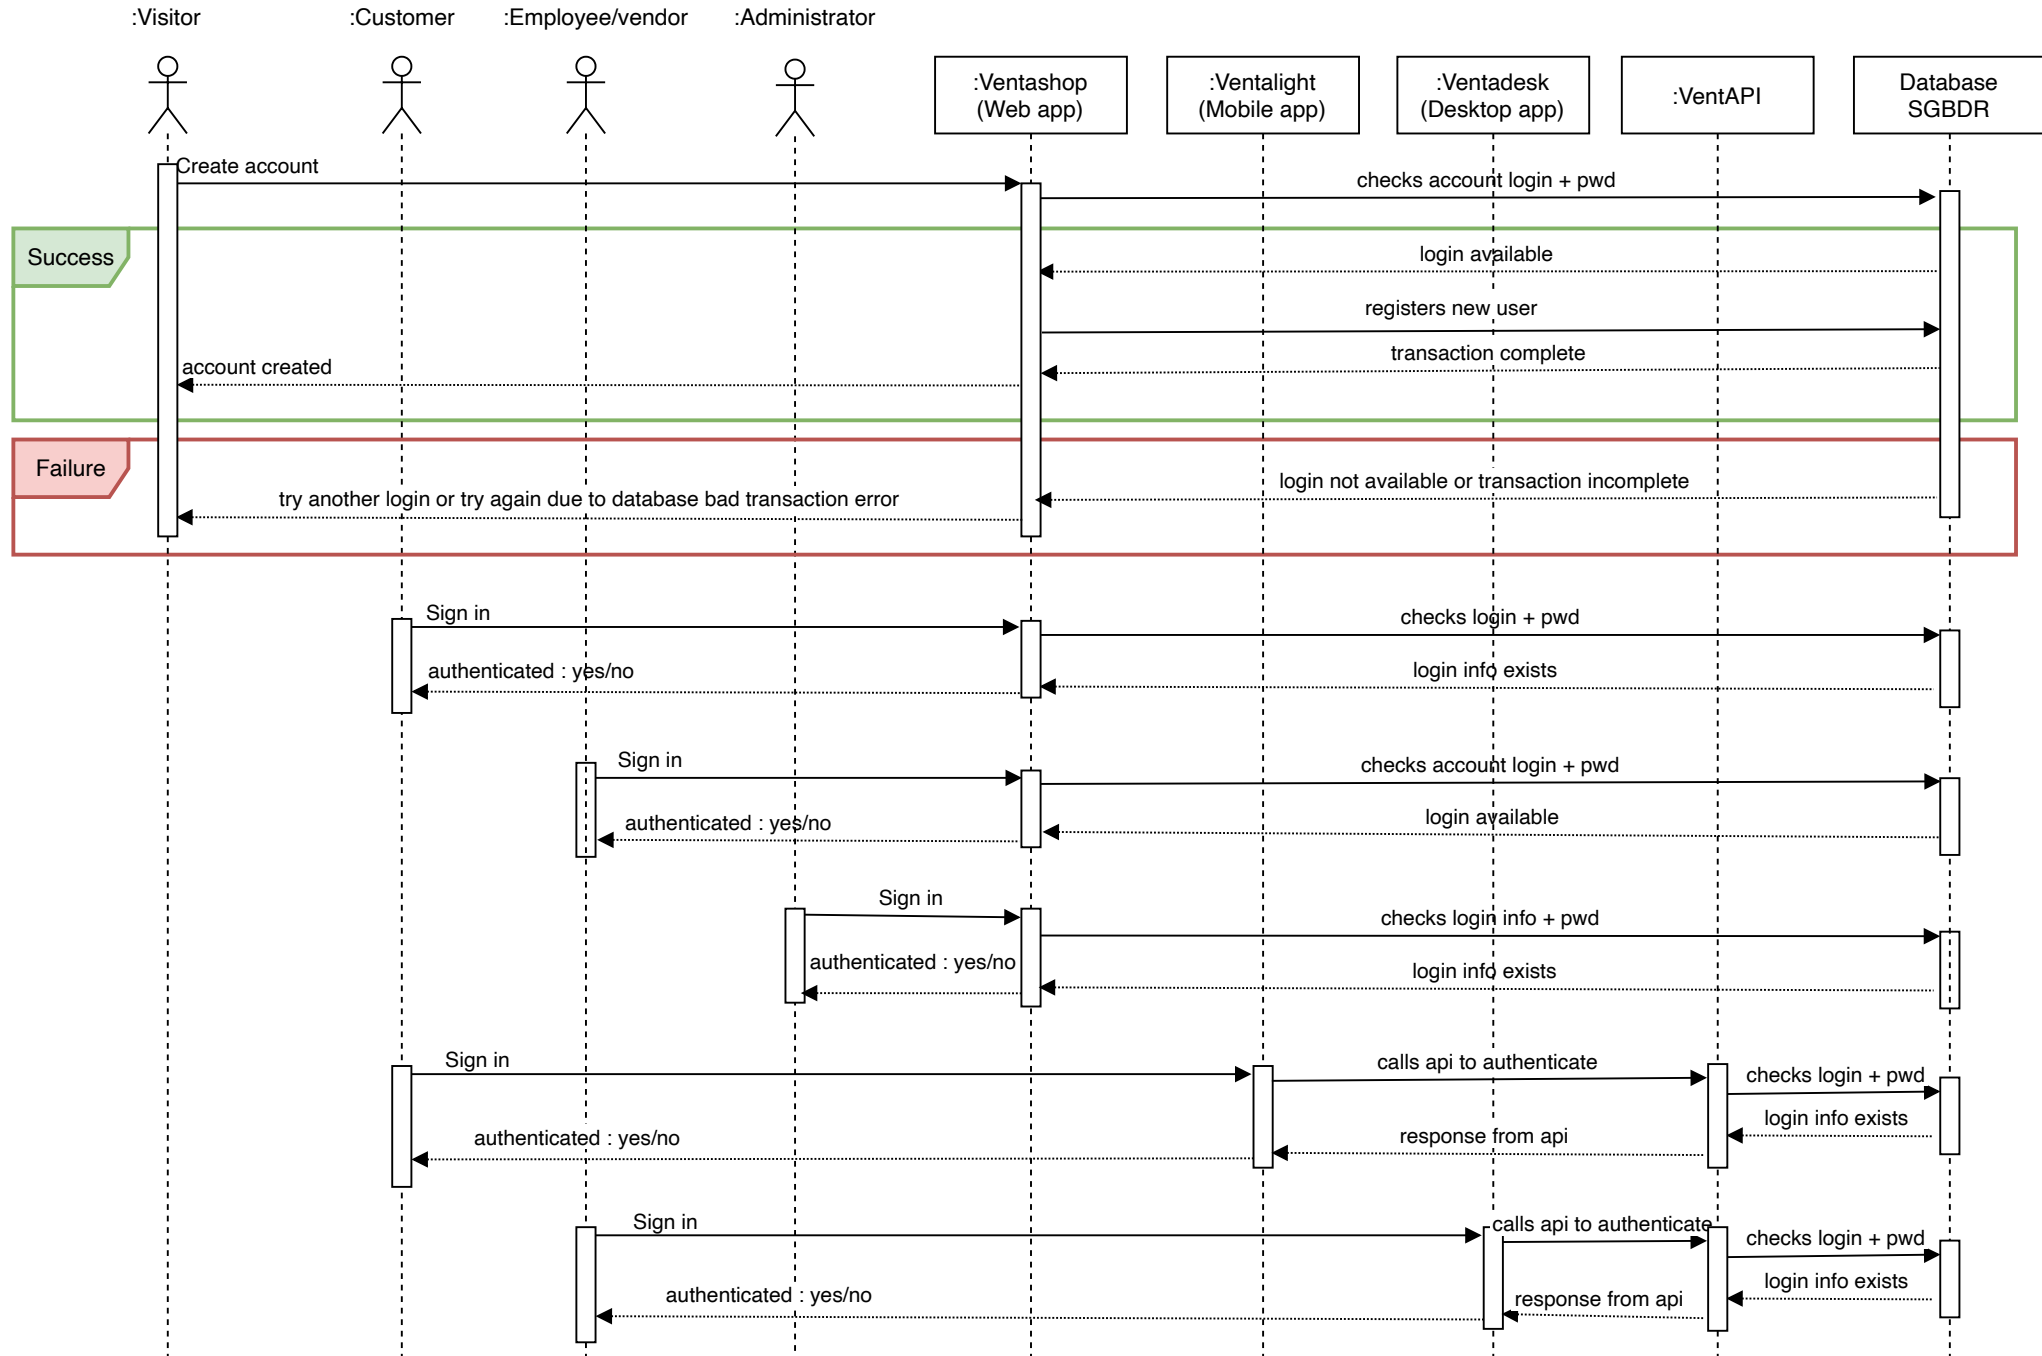 :Visitor
:Customer
:Employee/vendor
:Administrator
:Ventashop
(Web app)
:Ventalight
(Mobile app)
:Ventadesk
(Desktop app)
:VentAPI
Database
SGBDR
Create account
checks account login + pwd
Success
login available
registers new user
transaction complete
account created
Failure
login not available or transaction incomplete
try another login or try again due to database bad transaction error
Sign in
checks login + pwd
authenticated : yes/no
login info exists
Sign in
checks account login + pwd
authenticated : yes/no
login available
Sign in
checks login info + pwd
authenticated : yes/no
login info exists
Sign in
calls api to authenticate
checks login + pwd
login info exists
authenticated : yes/no
response from api
Sign in
calls api to authenticate
checks login + pwd
login info exists
authenticated : yes/no
response from api